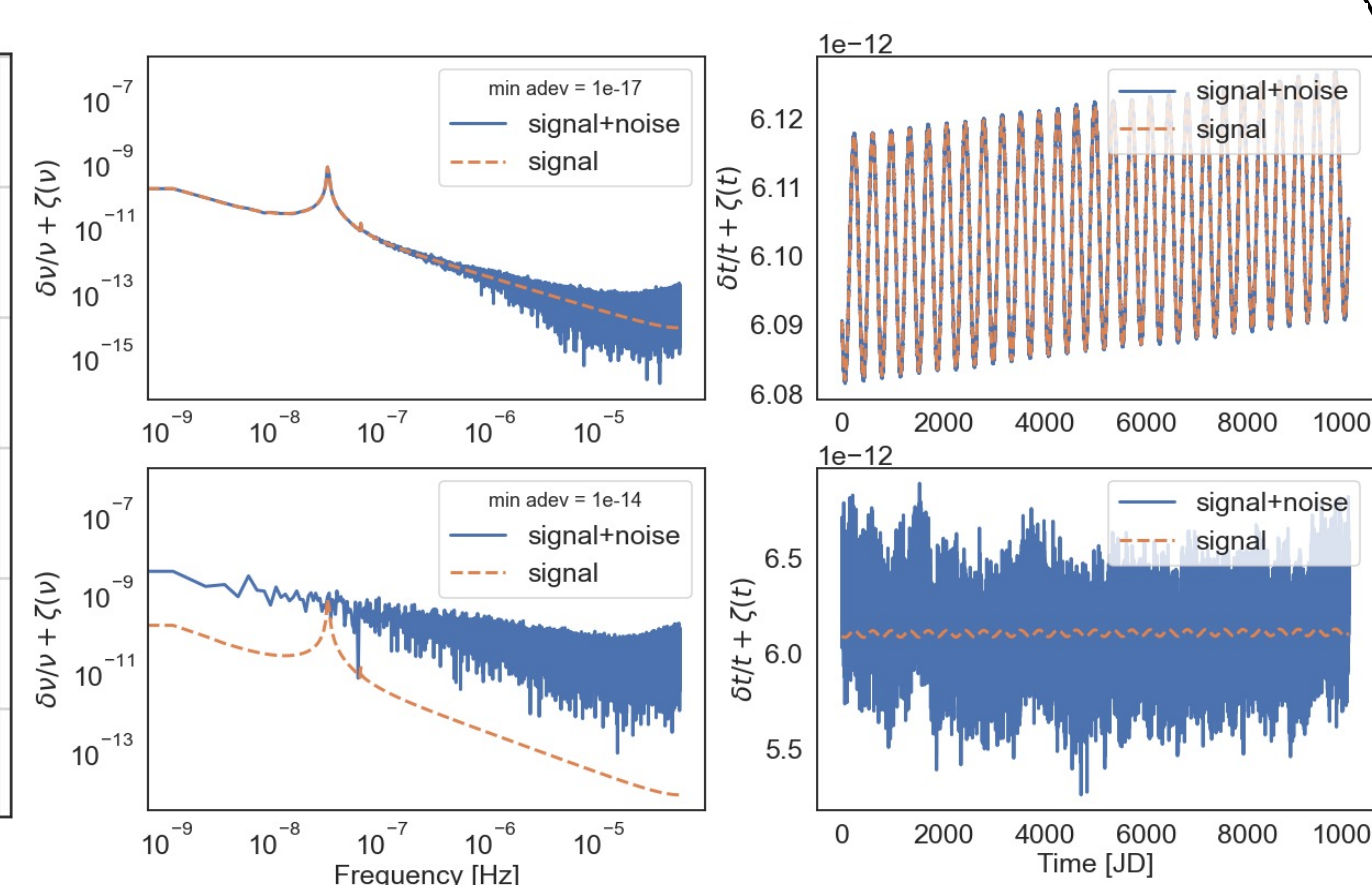 1e−12
10⁻⁷
10⁻⁹
10⁻¹¹
10⁻¹³
10⁻¹⁵
δν/ν + ζ(ν)
min adev = 1e-17
signal+noise
signal
10⁻⁹ 10⁻⁸ 10⁻⁷ 10⁻⁶ 10⁻⁵
6.12
6.11
6.10
6.09
6.08
δt/t + ζ(t)
signal+noise
signal
0 2000 4000 6000 8000 1000
1e−12
10⁻⁷
10⁻⁹
10⁻¹¹
10⁻¹³
δν/ν + ζ(ν)
min adev = 1e-14
signal+noise
signal
10⁻⁹ 10⁻⁸ 10⁻⁷ 10⁻⁶ 10⁻⁵
Frequency [Hz]
6.5
6.0
5.5
δt/t + ζ(t)
signal+noise
signal
0 2000 4000 6000 8000 1000
Time [JD]